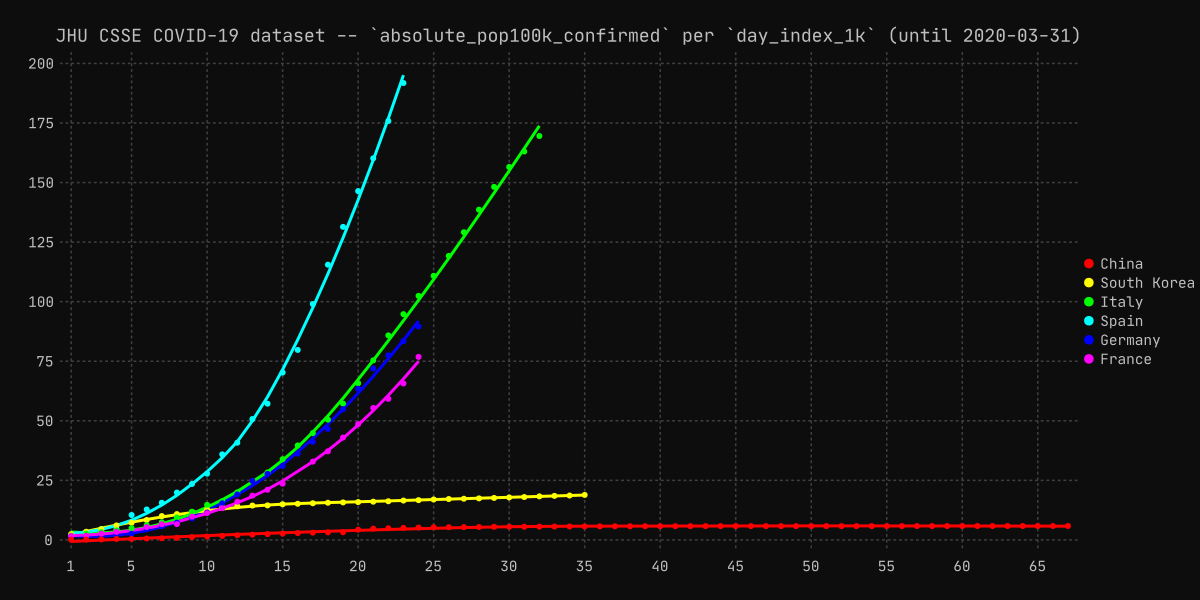 JHU CSSE COVID-19 dataset -- `absolute_pop100k_confirmed` per `day_index_1k` (until 2020-03-31)
200
175
150
125
100
75
50
25
0
1 5 10 15 20 25 30 35 40 45 50 55 60 65
China
South Korea
Italy
Spain
Germany
France